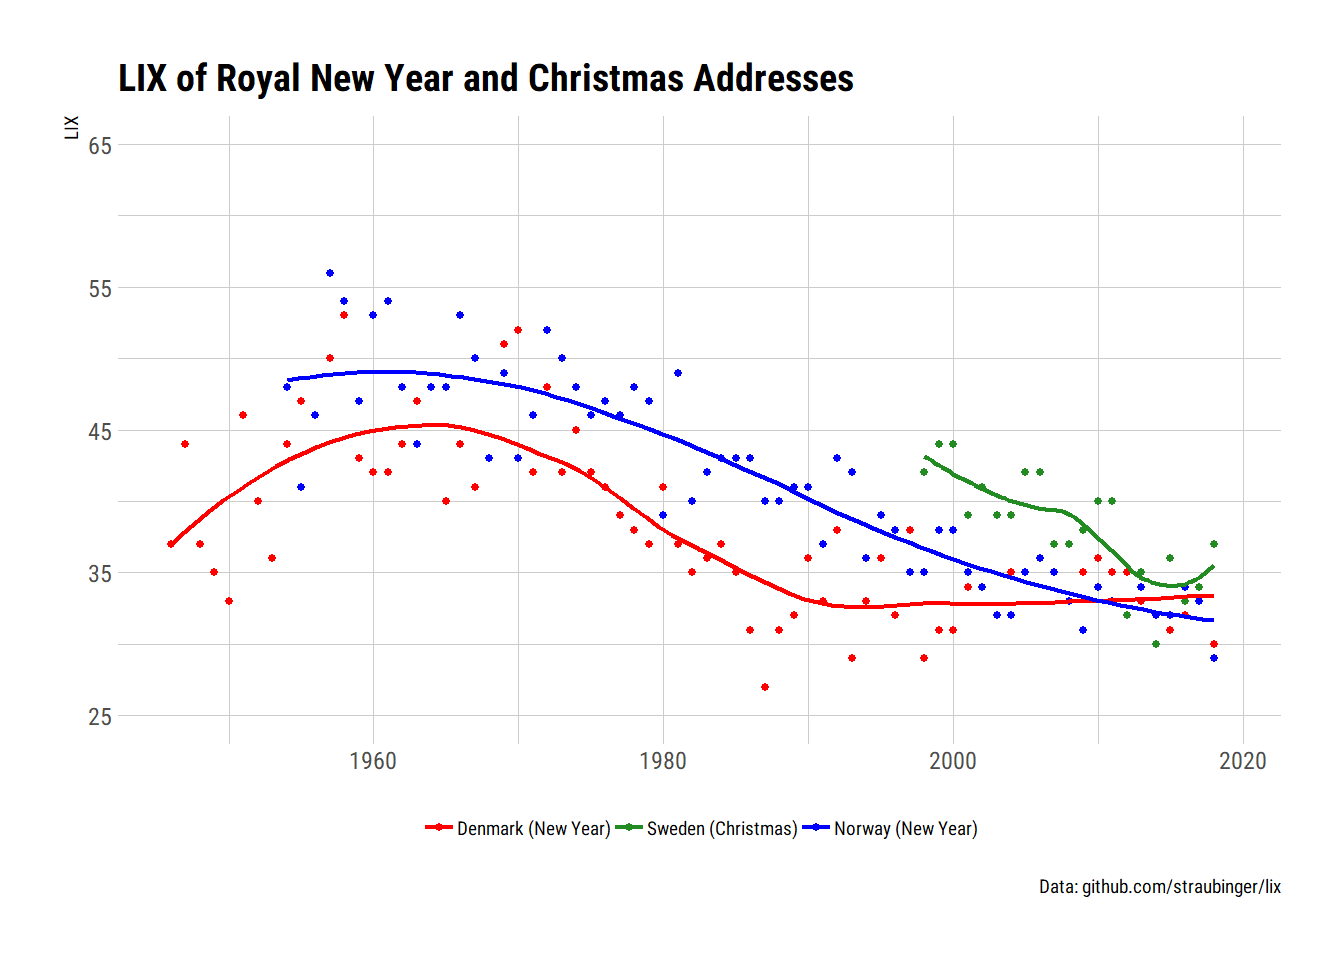 LIX of Royal New Year and Christmas Addresses
LIX
65
55
45
35
25
1960 1980 2000 2020
Denmark (New Year) Sweden (Christmas) Norway (New Year)
Data: github.com/straubinger/lix